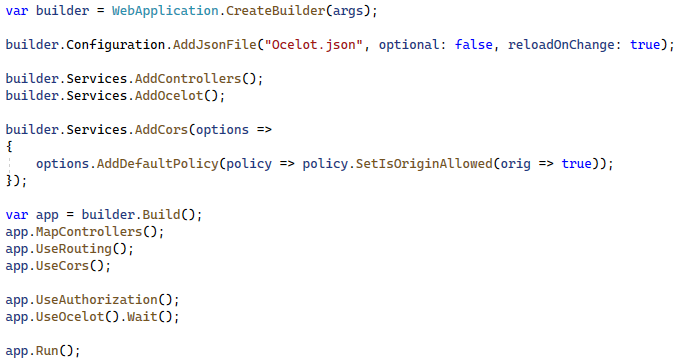 var builder = WebApplication.CreateBuilder(args);
builder.Configuration.AddJsonFile("Ocelot.json", optional: false, reloadOnChange: true);
builder.Services.AddControllers();
builder.Services.AddOcelot();
builder.Services.AddCors(options =>
{
    options.AddDefaultPolicy(policy => policy.SetIsOriginAllowed(orig => true));
});
var app = builder.Build();
app.MapControllers();
app.UseRouting();
app.UseCors();
app.UseAuthorization();
app.UseOcelot().Wait();
app.Run();